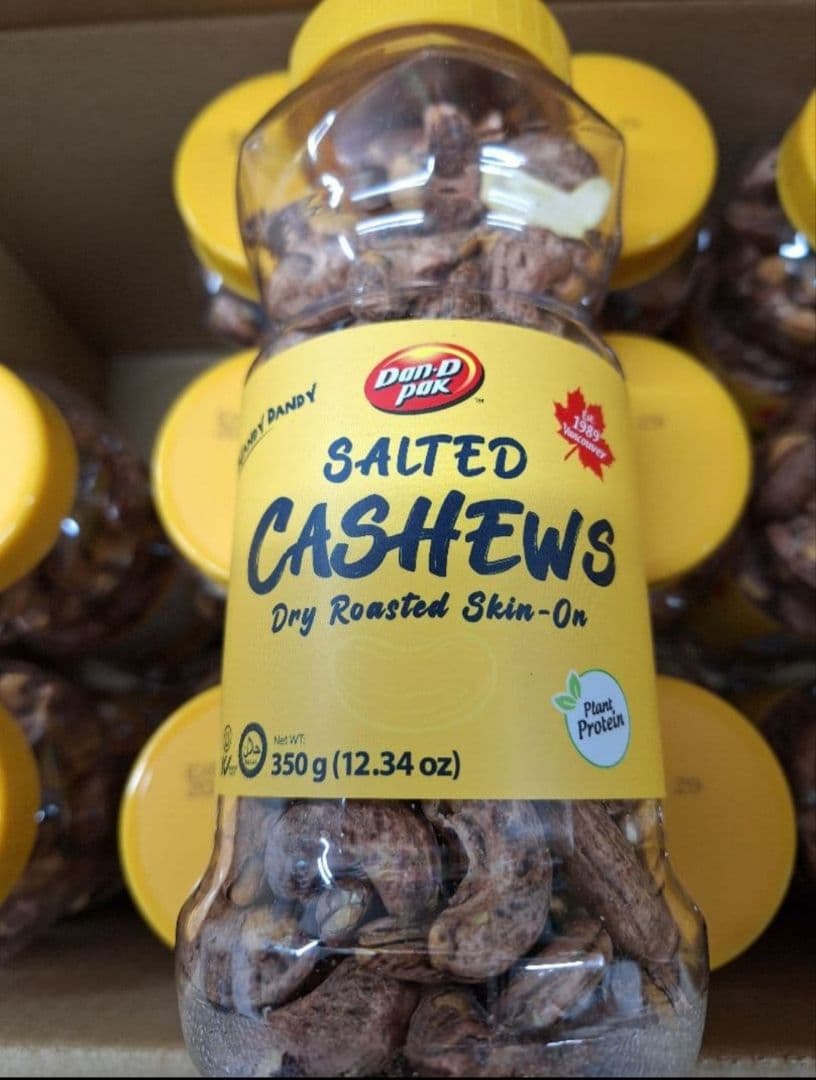 Dan-D
pak
TM
DANDY
Est.
1989
Vancouver
SALTED
CASHEWS
Dry Roasted Skin-On
Plant
Protein
Net WT:
350 g (12.34 oz)